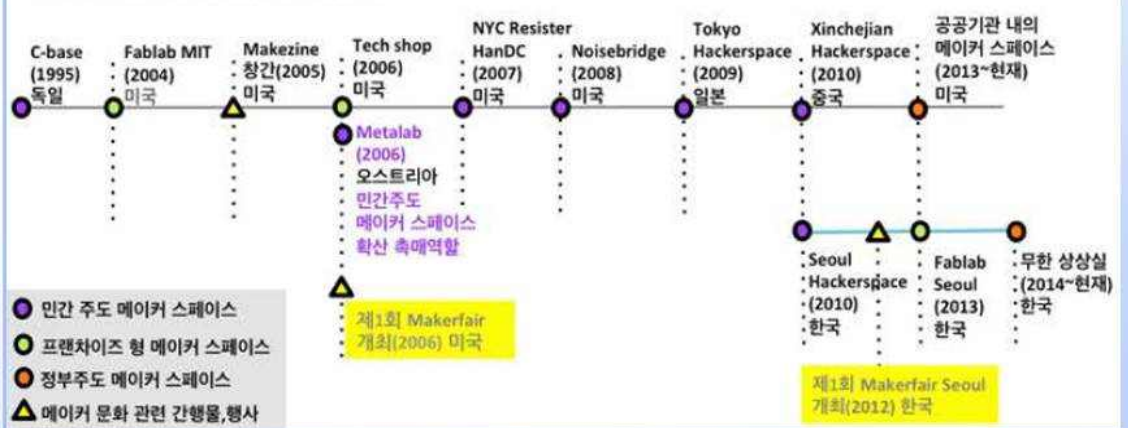 C-base
(1995)
독일
Fablab MIT
(2004)
미국
Makezine
창간(2005)
미국
Tech shop
(2006)
미국
NYC Resister
HanDC
(2007)
미국
Noisebridge
(2008)
미국
Tokyo
Hackerspace
(2009)
일본
Xinchejian
Hackerspace
(2010)
중국
공공기관 내의
메이커 스페이스
(2013~현재)
미국
Metalab
(2006)
오스트리아
민간주도
메이커 스페이스
확산 촉매역할
제1회 Makerfair
개최(2006) 미국
Seoul
Hackerspace
(2010)
한국
Fablab
Seoul
(2013)
한국
무한 상상실
(2014~현재)
한국
제1회 Makerfair Seoul
개최(2012) 한국
민간 주도 메이커 스페이스
프랜차이즈 형 메이커 스페이스
정부주도 메이커 스페이스
메이커 문화 관련 간행물,행사